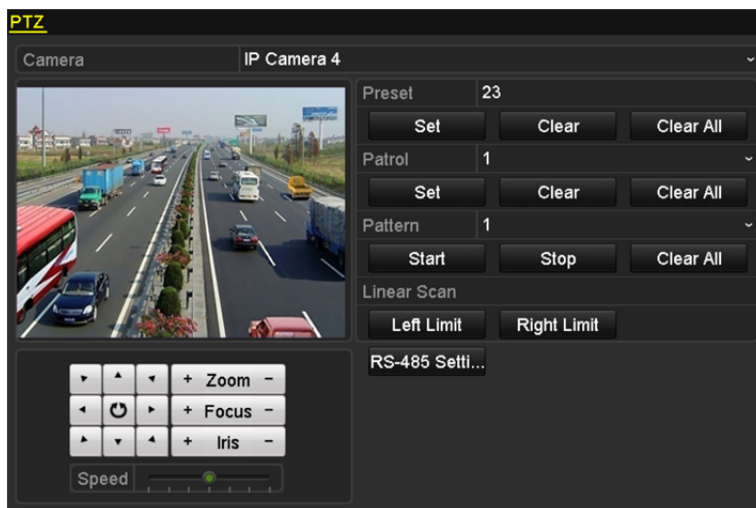 PTZ
Camera IP Camera 4
Preset 23
Set Clear Clear All
Patrol 1
Set Clear Clear All
Pattern 1
Start Stop Clear All
Linear Scan
Left Limit Right Limit
RS-485 Setti...
+ Zoom -
+ Focus -
+ Iris -
Speed